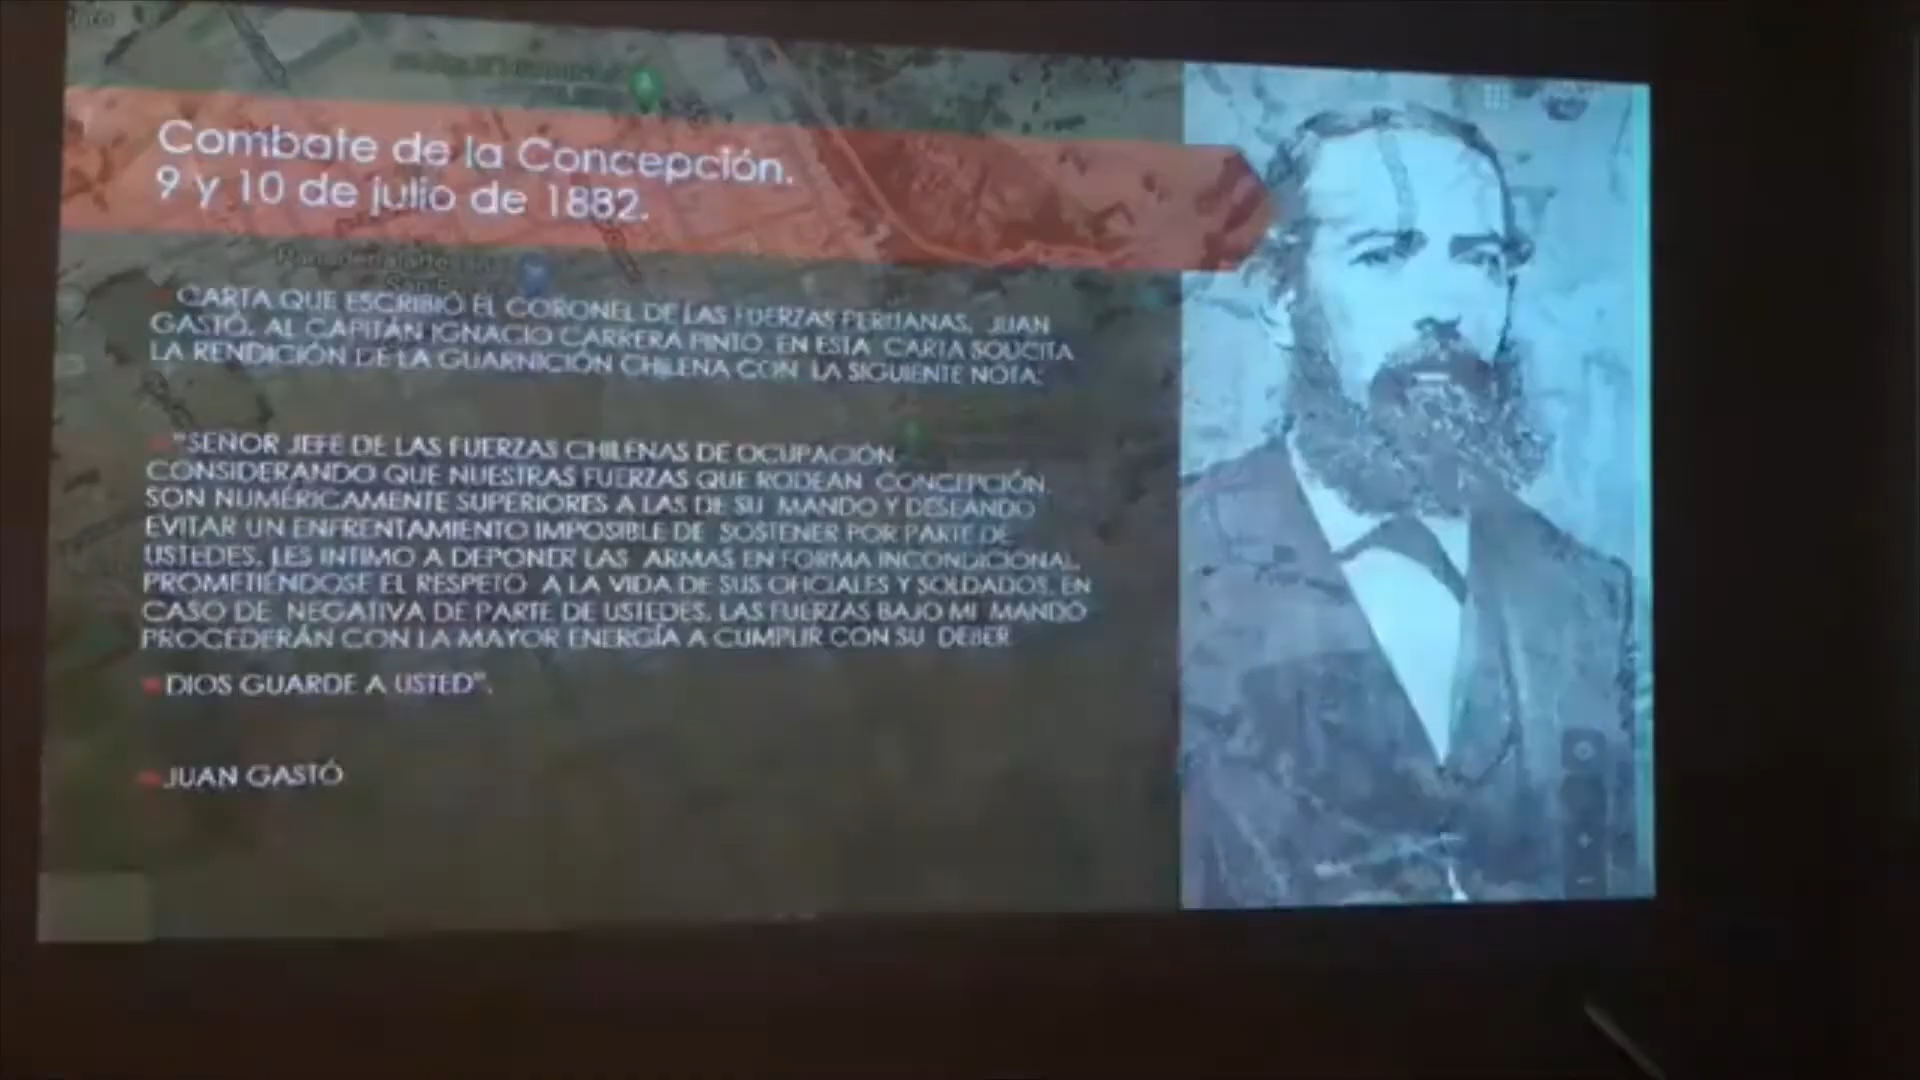 Combate de la Concepción.
9 y 10 de julio de 1882.
CARTA QUE ESCRIBIÓ EL CORONEL DE LAS FUERZAS PERUANAS, JUAN
GASTÓ, AL CAPITÁN IGNACIO CARRERA PINTO. EN ESTA CARTA SOLICITA
LA RENDICIÓN DE LA GUARNICIÓN CHILENA CON LA SIGUIENTE NOTA:
"SEÑOR JEFE DE LAS FUERZAS CHILENAS DE OCUPACIÓN.
CONSIDERANDO QUE NUESTRAS FUERZAS QUE RODEAN CONCEPCIÓN,
SON NUMÉRICAMENTE SUPERIORES A LAS DE SU MANDO Y DESEANDO
EVITAR UN ENFRENTAMIENTO IMPOSIBLE DE SOSTENER POR PARTE DE
USTEDES, LES INTIMO A DEPONER LAS ARMAS EN FORMA INCONDICIONAL,
PROMETIÉNDOSE EL RESPETO A LA VIDA DE SUS OFICIALES Y SOLDADOS. EN
CASO DE NEGATIVA DE PARTE DE USTEDES, LAS FUERZAS BAJO MI MANDO
PROCEDERÁN CON LA MAYOR ENERGÍA A CUMPLIR CON SU DEBER
DIOS GUARDE A USTED".
JUAN GASTÓ